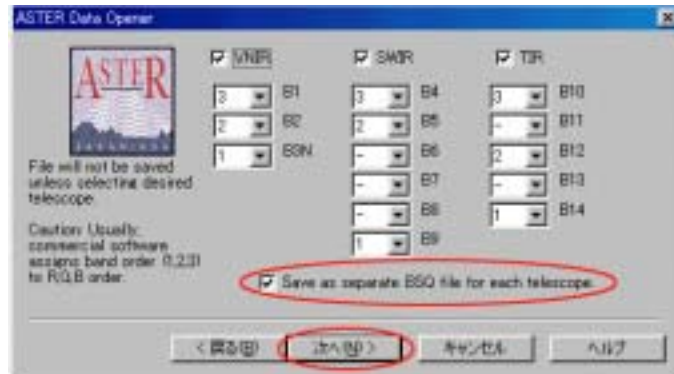 ASTER Data Opener
ASTER
VNIR
SWIR
TIR
3 B1
3 B4
3 B10
2 B2
2 B5
- B11
1 B3N
- B6
2 B12
- B7
- B13
- B8
1 B14
1 B9
File will not be saved
unless selecting desired
telescope.
Caution: Usually,
commercial software
assigns band order (1,2,3)
to R,G,B order.
Save as separate BSQ file for each telescope.
< 戻る(B)
次へ(N) >
キャンセル
ヘルプ